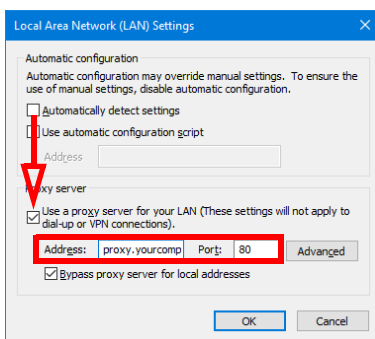 Local Area Network (LAN) Settings
Automatic configuration
Automatic configuration may override manual settings. To ensure the
use of manual settings, disable automatic configuration.
Automatically detect settings
Use automatic configuration script
Address
Proxy server
Use a proxy server for your LAN (These settings will not apply to
dial-up or VPN connections).
Address: proxy.yourcomp Port: 80 Advanced
Bypass proxy server for local addresses
OK Cancel